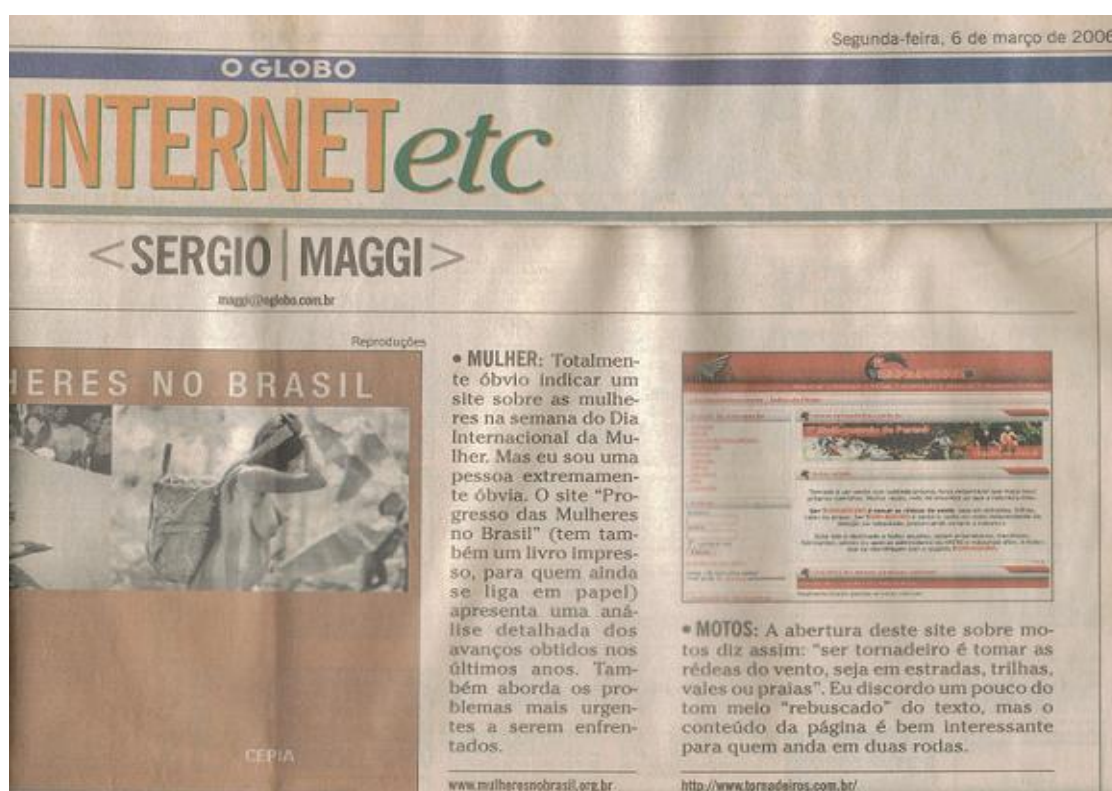 Segunda-feira, 6 de março de 2006
O GLOBO
INTERNETetc
<SERGIO|MAGGI>
maggi@oglobo.com.br
Reproduções
HERES NO BRASIL
CEPIA
• MULHER: Totalmen-
te óbvio indicar um
site sobre as mulhe-
res na semana do Dia
Internacional da Mu-
lher. Mas eu sou uma
pessoa extremamen-
te óbvia. O site “Pro-
gresso das Mulheres
no Brasil” (tem tam-
bém um livro impres-
so, para quem ainda
se liga em papel)
apresenta uma aná-
lise detalhada dos
avanços obtidos nos
últimos anos. Tam-
bém aborda os pro-
blemas mais urgen-
tes a serem enfren-
tados.
www.mulheresnobrasil.org.br
• MOTOS: A abertura deste site sobre mo-
tos diz assim: “ser tornadeiro é tomar as
rédeas do vento, seja em estradas, trilhas,
vales ou praias”. Eu discordo um pouco do
tom meio “rebuscado” do texto, mas o
conteúdo da página é bem interessante
para quem anda em duas rodas.
http://www.tornadeiros.com.br/